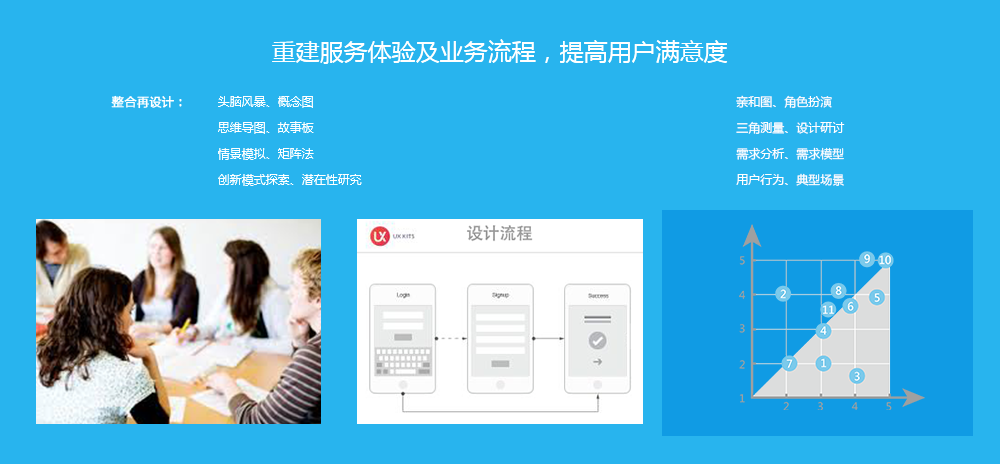 重建服务体验及业务流程，提高用户满意度
整合再设计：
头脑风暴、概念图
思维导图、故事板
情景模拟、矩阵法
创新模式探索、潜在性研究
亲和图、角色扮演
三角测量、设计研讨
需求分析、需求模型
用户行为、典型场景
UX
UX KITS
设计流程
Login
Signup
Success
5
4
3
2
1
2
3
4
5
9
10
2
8
5
11
6
4
7
1
3